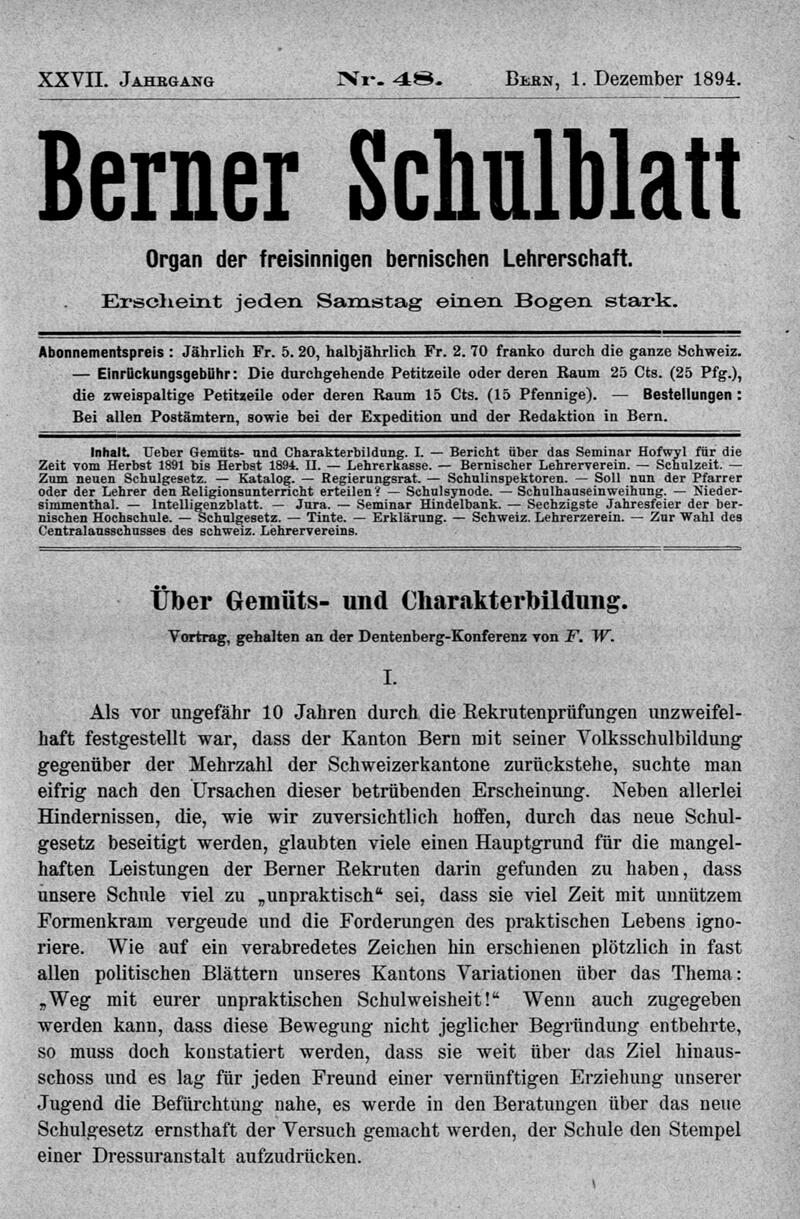 XXVII. JAHRGANG Nr. 48. BERN, 1. Dezember 1894.
Berner Schulblatt
Organ der freisinnigen bernischen Lehrerschaft.
Erscheint jeden Samstag einen Bogen stark.
Abonnementspreis: Jährlich Fr. 5. 20, halbjährlich Fr. 2. 70 franko durch die ganze Schweiz.
— Einrückungsgebühr: Die durchgehende Petitzeile oder deren Raum 25 Cts. (25 Pfg.),
die zweispaltige Petitzeile oder deren Raum 15 Cts. (15 Pfennige). — Bestellungen:
Bei allen Postämtern, sowie bei der Expedition und der Redaktion in Bern.
Inhalt. Ueber Gemüts- und Charakterbildung. I. — Bericht über das Seminar Hofwyl für die
Zeit vom Herbst 1891 bis Herbst 1894. II. — Lehrerkasse. — Bernischer Lehrerverein. — Schulzeit. —
Zum neuen Schulgesetz. — Katalog. — Regierungsrat. — Schulinspektoren. — Soll nun der Pfarrer
oder der Lehrer den Religionsunterricht erteilen? — Schulsynode. — Schulhauseinweihung. — Nieder-
simmenthal. — Intelligenzblatt. — Jura. — Seminar Hindelbank. — Sechzigste Jahresfeier der ber-
nischen Hochschule. — Schulgesetz. — Tinte. — Erklärung. — Schweiz. Lehrerzerein. — Zur Wahl des
Centralausschusses des schweiz. Lehrervereins.
Über Gemüts- und Charakterbildung.
Vortrag, gehalten an der Dentenberg-Konferenz von F. W.
I.
Als vor ungefähr 10 Jahren durch die Rekrutenprüfungen unzweifel-
haft festgestellt war, dass der Kanton Bern mit seiner Volksschulbildung
gegenüber der Mehrzahl der Schweizerkantone zurückstehe, suchte man
eifrig nach den Ursachen dieser betrübenden Erscheinung. Neben allerlei
Hindernissen, die, wie wir zuversichtlich hoffen, durch das neue Schul-
gesetz beseitigt werden, glaubten viele einen Hauptgrund für die mangel-
haften Leistungen der Berner Rekruten darin gefunden zu haben, dass
unsere Schule viel zu „unpraktisch“ sei, dass sie viel Zeit mit unnützem
Formenkram vergeude und die Forderungen des praktischen Lebens igno-
riere. Wie auf ein verabredetes Zeichen hin erschienen plötzlich in fast
allen politischen Blättern unseres Kantons Variationen über das Thema:
„Weg mit eurer unpraktischen Schulweisheit!“ Wenn auch zugegeben
werden kann, dass diese Bewegung nicht jeglicher Begründung entbehrte,
so muss doch konstatiert werden, dass sie weit über das Ziel hinaus-
schoss und es lag für jeden Freund einer vernünftigen Erziehung unserer
Jugend die Befürchtung nahe, es werde in den Beratungen über das neue
Schulgesetz ernsthaft der Versuch gemacht werden, der Schule den Stempel
einer Dressuranstalt aufzudrücken.